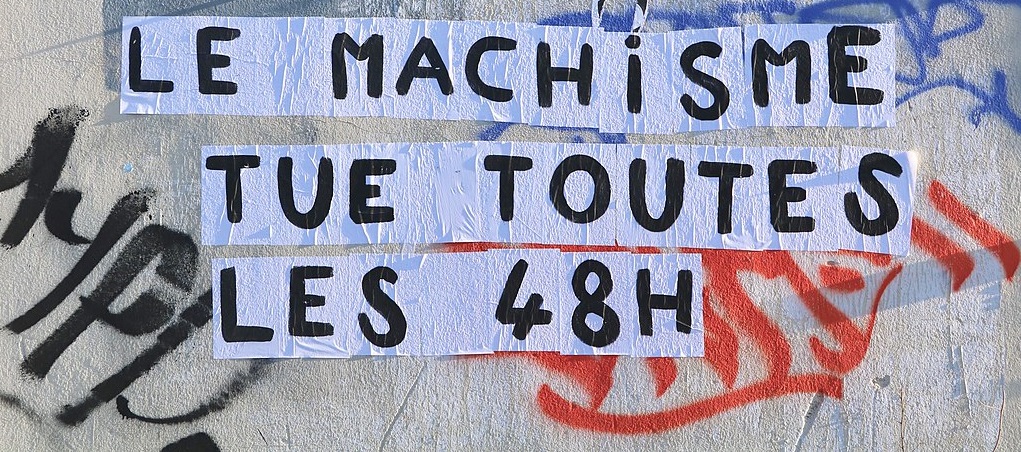 LE MACHiSME
TUE TOUTES
LES 48H